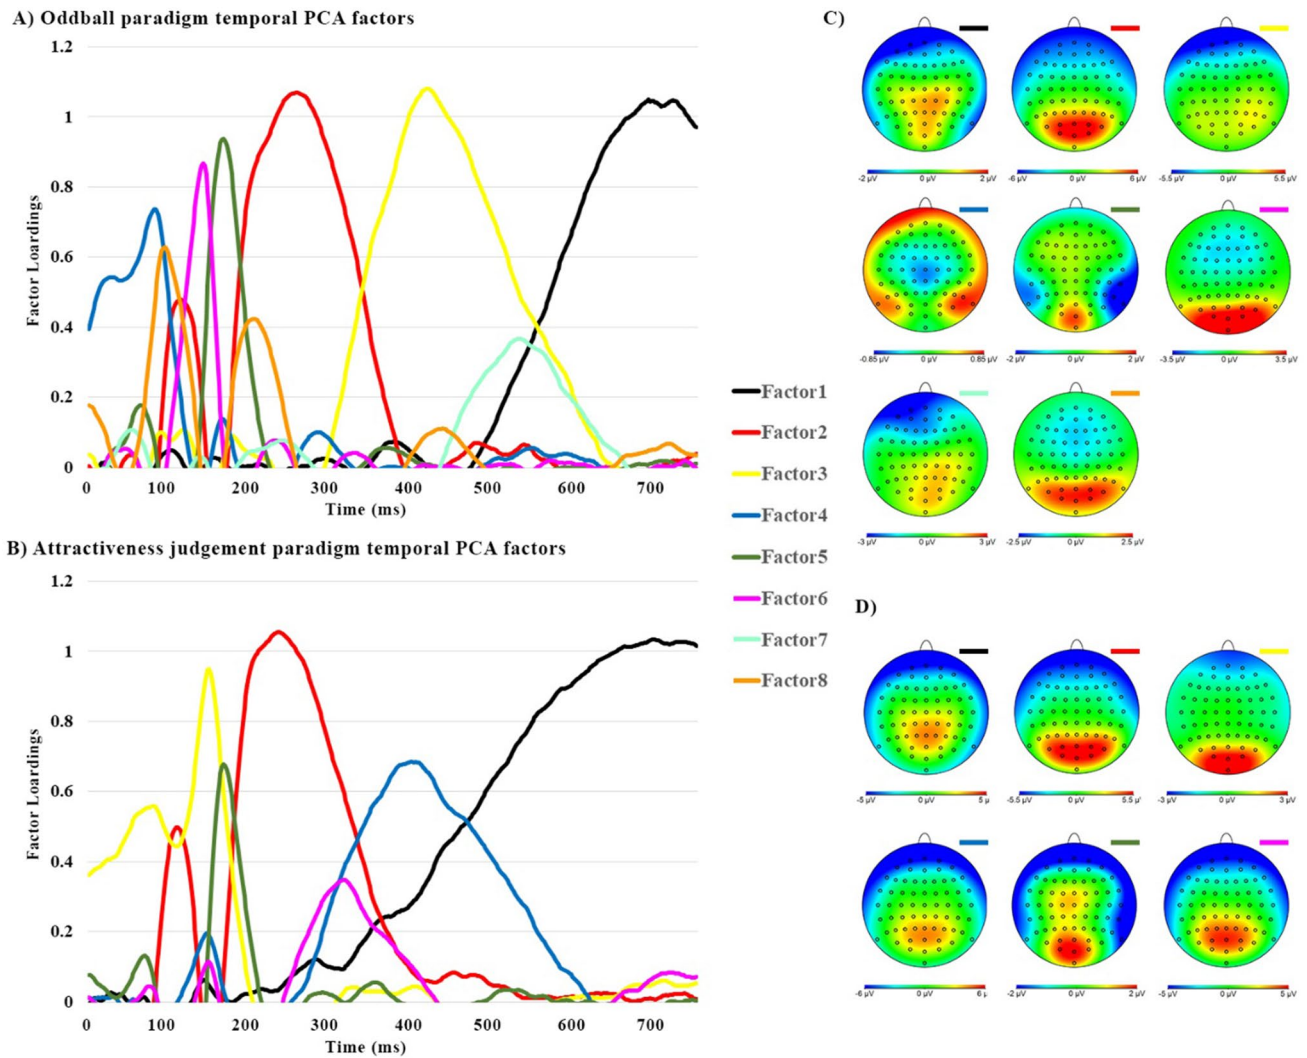 A) Oddball paradigm temporal PCA factors
1.2
1
0.8
0.6
0.4
0.2
0
Factor Loardings
0 100 200 300 400 500 600 700
Time (ms)
B) Attractiveness judgement paradigm temporal PCA factors
1.2
1
0.8
0.6
0.4
0.2
0
Factor Loardings
0 100 200 300 400 500 600 700
Time (ms)
Factor1
Factor2
Factor3
Factor4
Factor5
Factor6
Factor7
Factor8
C)
-2 µV 0 µV 2 µV -6 µV 0 µV 6 µV -5.5 µV 0 µV 5.5 µV
-0.85 µV 0 µV 0.85 µV -2 µV 0 µV 2 µV -3.5 µV 0 µV 3.5 µV
-3 µV 0 µV 3 µV -2.5 µV 0 µV 2.5 µV
D)
-5 µV 0 µV 5 µ -5.5 µV 0 µV 5.5 µ -3 µV 0 µV 3 µV
-6 µV 0 µV 6 µ -2 µV 0 µV 2 µV -5 µV 0 µV 5 µV